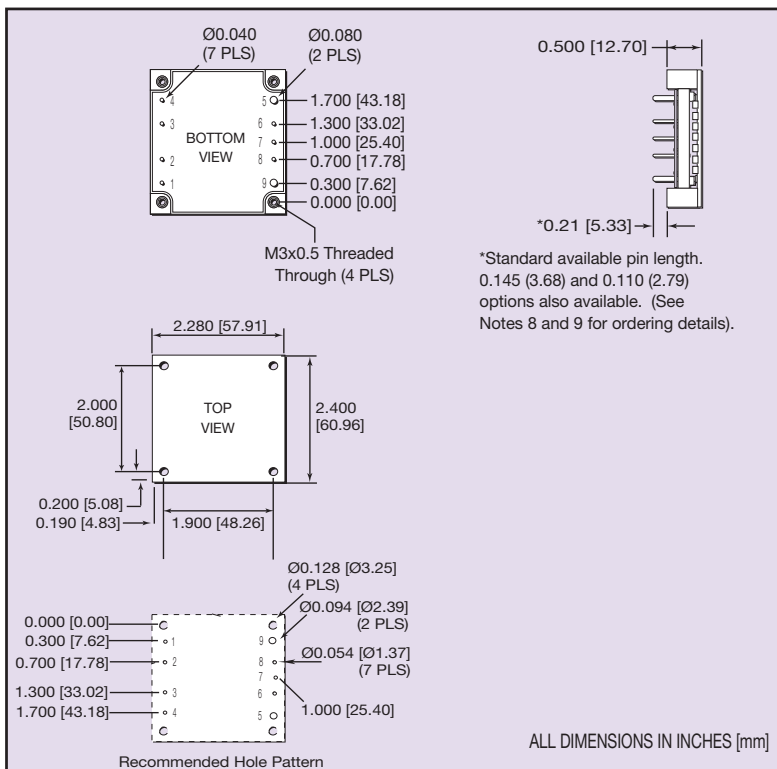 Ø0.040
(7 PLS)
Ø0.080
(2 PLS)
4
3
2
1
BOTTOM
VIEW
5
6
7
8
9
1.700 [43.18]
1.300 [33.02]
1.000 [25.40]
0.700 [17.78]
0.300 [7.62]
0.000 [0.00]
M3x0.5 Threaded
Through (4 PLS)
0.500 [12.70]
*0.21 [5.33]
*Standard available pin length.
0.145 (3.68) and 0.110 (2.79)
options also available. (See
Notes 8 and 9 for ordering details).
2.280 [57.91]
2.000
[50.80]
TOP
VIEW
2.400
[60.96]
0.200 [5.08]
0.190 [4.83]
1.900 [48.26]
Ø0.128 [Ø3.25]
(4 PLS)
Ø0.094 [Ø2.39]
(2 PLS)
Ø0.054 [Ø1.37]
(7 PLS)
0.000 [0.00]
0.300 [7.62]
0.700 [17.78]
1.300 [33.02]
1.700 [43.18]
1
2
3
4
9
8
7
6
5
1.000 [25.40]
Recommended Hole Pattern
ALL DIMENSIONS IN INCHES [mm]